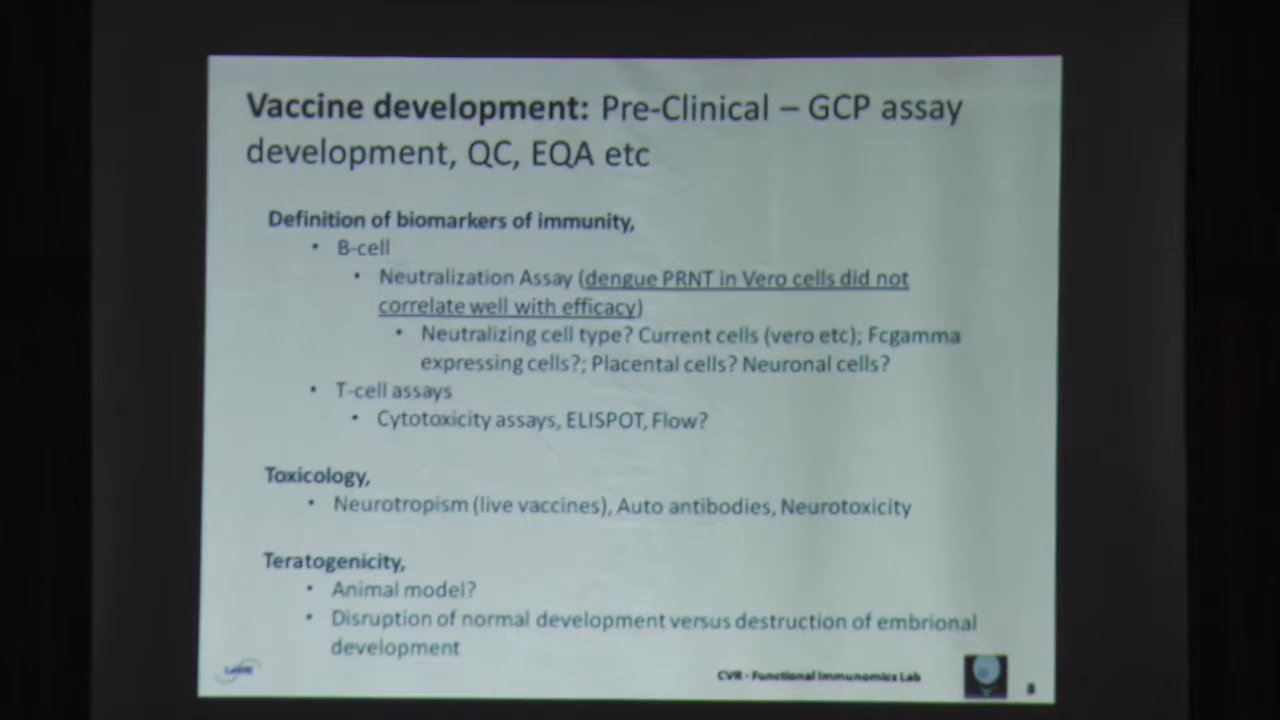 Vaccine development: Pre-Clinical – GCP assay
development, QC, EQA etc
Definition of biomarkers of immunity,
• B-cell
• Neutralization Assay (dengue PRNT in Vero cells did not
correlate well with efficacy)
• Neutralizing cell type? Current cells (vero etc); Fcgamma
expressing cells?; Placental cells? Neuronal cells?
• T-cell assays
• Cytotoxicity assays, ELISPOT, Flow?
Toxicology,
• Neurotropism (live vaccines), Auto antibodies, Neurotoxicity
Teratogenicity,
• Animal model?
• Disruption of normal development versus destruction of embrional
development
CVR - Functional Immunomics Lab
8